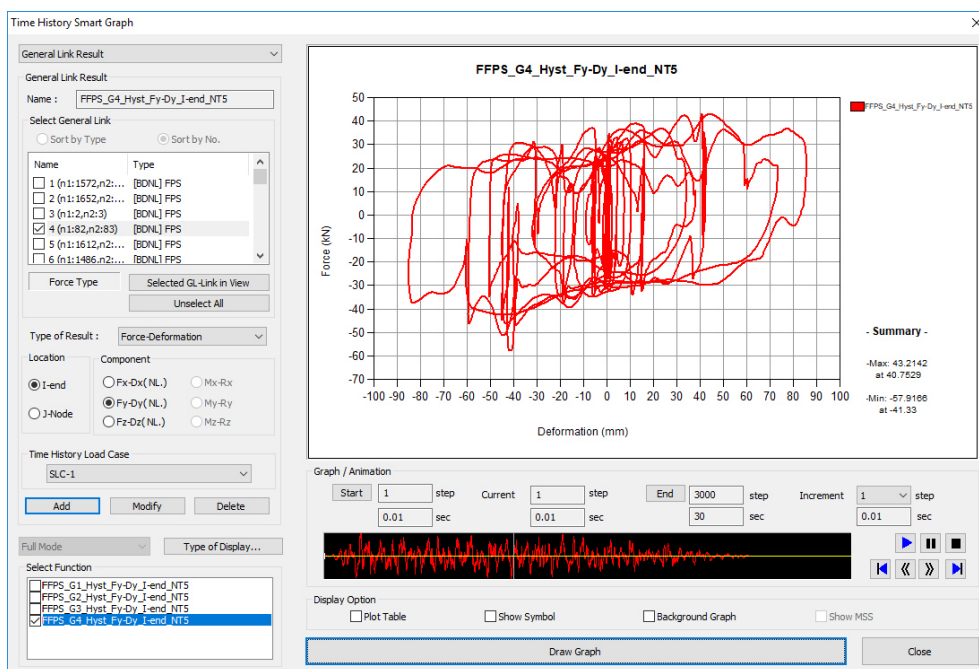 Time History Smart Graph
General Link Result
General Link Result
Name : FFPS_G4_Hyst_Fy-Dy_I-end_NT5
Select General Link
Sort by Type Sort by No.
Name Type
1 (n1:1572,n2:... [BDNL] FPS
2 (n1:1652,n2:... [BDNL] FPS
3 (n1:2,n2:3) [BDNL] FPS
4 (n1:82,n2:83) [BDNL] FPS
5 (n1:1612,n2:... [BDNL] FPS
6 (n1:1486,n2:... [BDNL] FPS
Force Type Selected GL-Link in View
Unselect All
Type of Result : Force-Deformation
Location Component
I-end Fx-Dx( NL.) Mx-Rx
Fy-Dy( NL.) My-Ry
J-Node Fz-Dz( NL.) Mz-Rz
Time History Load Case
SLC-1
Add Modify Delete
Full Mode Type of Display...
Select Function
FFPS_G1_Hyst_Fy-Dy_I-end_NT5
FFPS_G2_Hyst_Fy-Dy_I-end_NT5
FFPS_G3_Hyst_Fy-Dy_I-end_NT5
FFPS_G4_Hyst_Fy-Dy_I-end_NT5
FFPS_G4_Hyst_Fy-Dy_I-end_NT5
FFPS_G4_Hyst_Fy-Dy_I-end_NT5
50
40
30
20
10
0
-10
-20
-30
-40
-50
-60
-70
Force (kN)
-100 -90 -80 -70 -60 -50 -40 -30 -20 -10 0 10 20 30 40 50 60 70 80 90 100
Deformation (mm)
- Summary -
-Max: 43.2142
at 40.7529
-Min: -57.9166
at -41.33
Graph / Animation
Start 1 step Current 1 step End 3000 step Increment 1 step
0.01 sec 0.01 sec 30 sec 0.01 sec
Display Option
Plot Table Show Symbol Background Graph Show MSS
Draw Graph Close